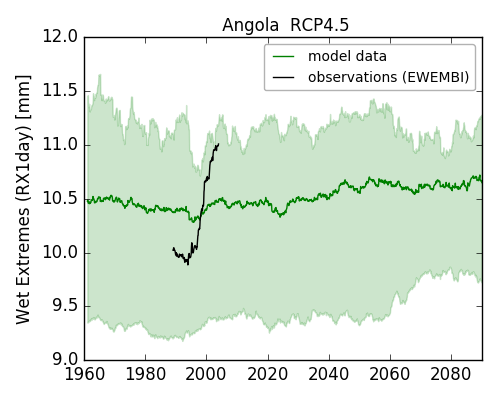 Angola RCP4.5
12.0
11.5
11.0
10.5
10.0
9.5
9.0
Wet Extremes (RX1day) [mm]
model data
observations (EWEMBI)
1960 1980 2000 2020 2040 2060 2080